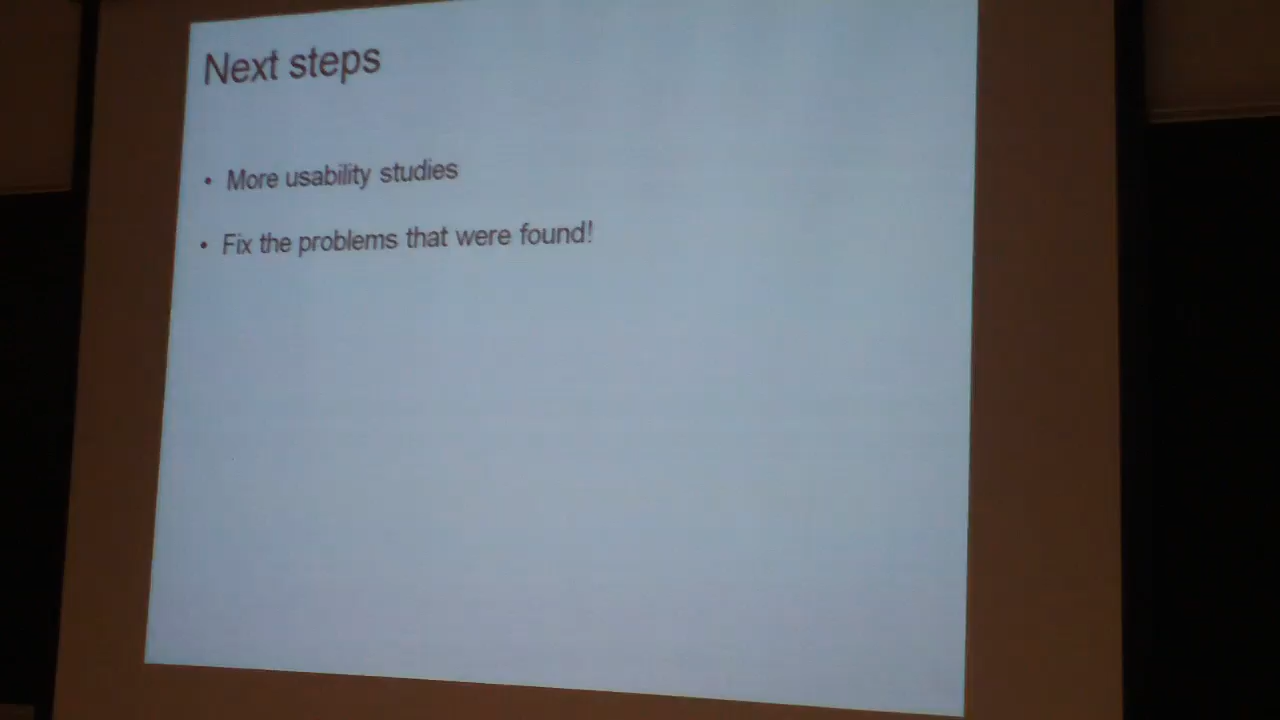 Next steps
• More usability studies
• Fix the problems that were found!